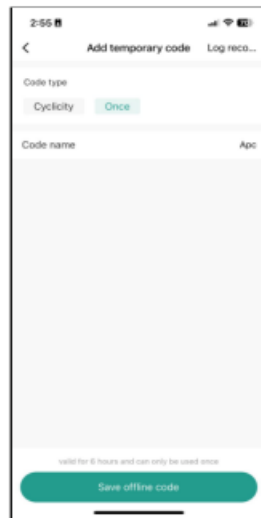 2:55
Add temporary code Log reco...
Code type
Cyclicity Once
Code name Apc
valid for 6 hours and can only be used once
Save offline code